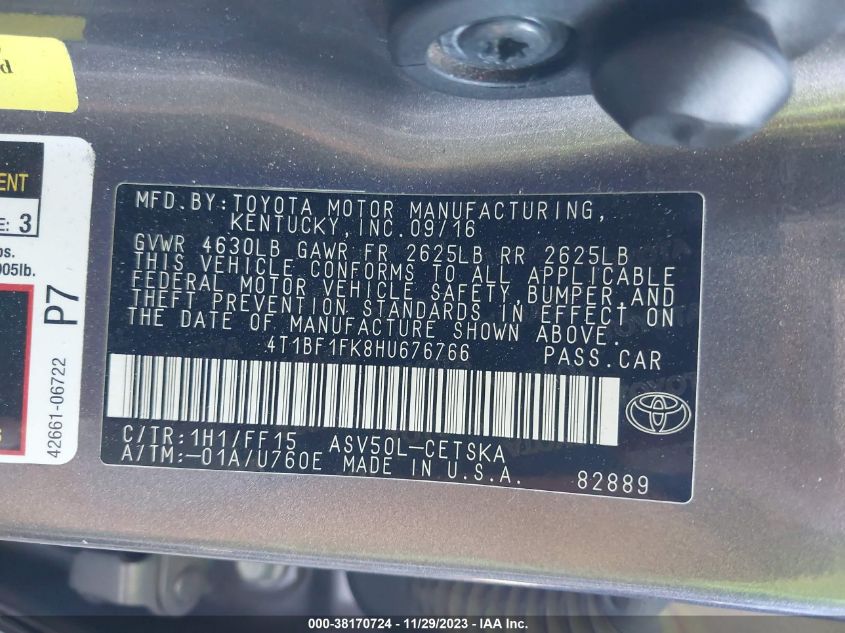 d
ENT
E: 3
os.
905lb.
P7
42661-06722
MFD. BY: TOYOTA MOTOR MANUFACTURING,
KENTUCKY, INC. 09/16
GVWR 4630LB GAWR FR 2625LB RR 2625LB
THIS VEHICLE CONFORMS TO ALL APPLICABLE
FEDERAL MOTOR VEHICLE SAFETY, BUMPER, AND
THEFT PREVENTION STANDARDS IN EFFECT ON
THE DATE OF MANUFACTURE SHOWN ABOVE.
4T1BF1FK8HU676766 PASS. CAR
C/TR: 1H1/FF15 ASV50L-CETSKA
A/TM: -01A/U760E MADE IN U.S.A.
82889
000-38170724 - 11/29/2023 - IAA Inc.